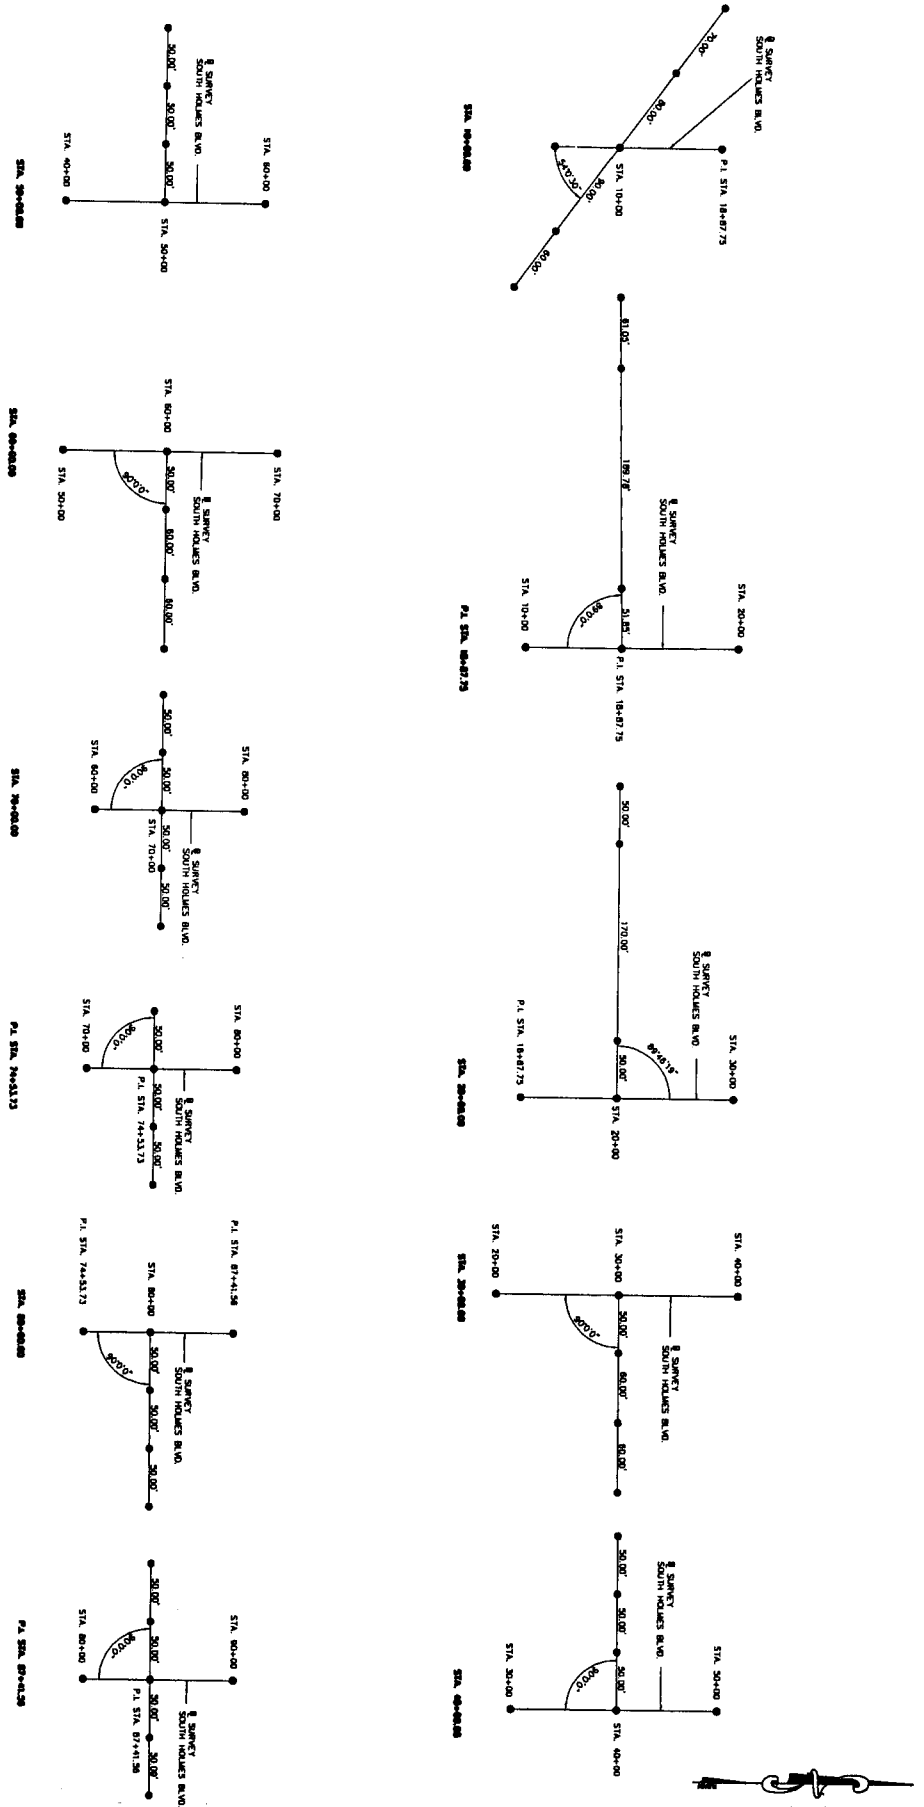 ℄ SURVEY
SOUTH HOLMES BLVD.
P.I. STA. 18+87.75
70.00'
60.00'
STA. 10+00
90.00'
60.00'
54°0'30"
STA. 10+00.00
STA. 20+00
℄ SURVEY
SOUTH HOLMES BLVD.
61.05'
189.78'
51.85'
P.I. STA. 18+87.75
89°0'0"
STA. 10+00
P.I. STA. 18+87.75
STA. 30+00
℄ SURVEY
SOUTH HOLMES BLVD.
50.00'
170.00'
50.00'
STA. 20+00
P.I. STA. 18+87.75
STA. 20+00.00
STA. 40+00
℄ SURVEY
SOUTH HOLMES BLVD.
STA. 30+00
50.00'
60.00'
60.00'
90°0'0"
STA. 20+00
STA. 30+00.00
STA. 50+00
℄ SURVEY
SOUTH HOLMES BLVD.
50.00'
50.00'
50.00'
STA. 40+00
90°0'0"
STA. 30+00
STA. 40+00.00
STA. 60+00
℄ SURVEY
SOUTH HOLMES BLVD.
50.00'
50.00'
50.00'
STA. 50+00
STA. 40+00
STA. 50+00.00
STA. 70+00
℄ SURVEY
SOUTH HOLMES BLVD.
STA. 60+00
50.00'
60.00'
60.00'
90°0'0"
STA. 50+00
STA. 60+00.00
STA. 80+00
℄ SURVEY
SOUTH HOLMES BLVD.
50.00'
50.00'
50.00'
50.00'
STA. 70+00
90°0'0"
STA. 60+00
STA. 70+00.00
STA. 80+00
℄ SURVEY
SOUTH HOLMES BLVD.
50.00'
50.00'
50.00'
P.I. STA. 74+53.73
90°0'0"
STA. 70+00
P.I. STA. 74+53.73
P.I. STA. 87+41.56
℄ SURVEY
SOUTH HOLMES BLVD.
STA. 80+00
50.00'
50.00'
50.00'
90°0'0"
P.I. STA. 74+53.73
STA. 80+00.00
STA. 90+00
℄ SURVEY
SOUTH HOLMES BLVD.
50.00'
50.00'
50.00'
50.00'
P.I. STA. 87+41.56
90°0'0"
STA. 80+00
P.I. STA. 87+41.56